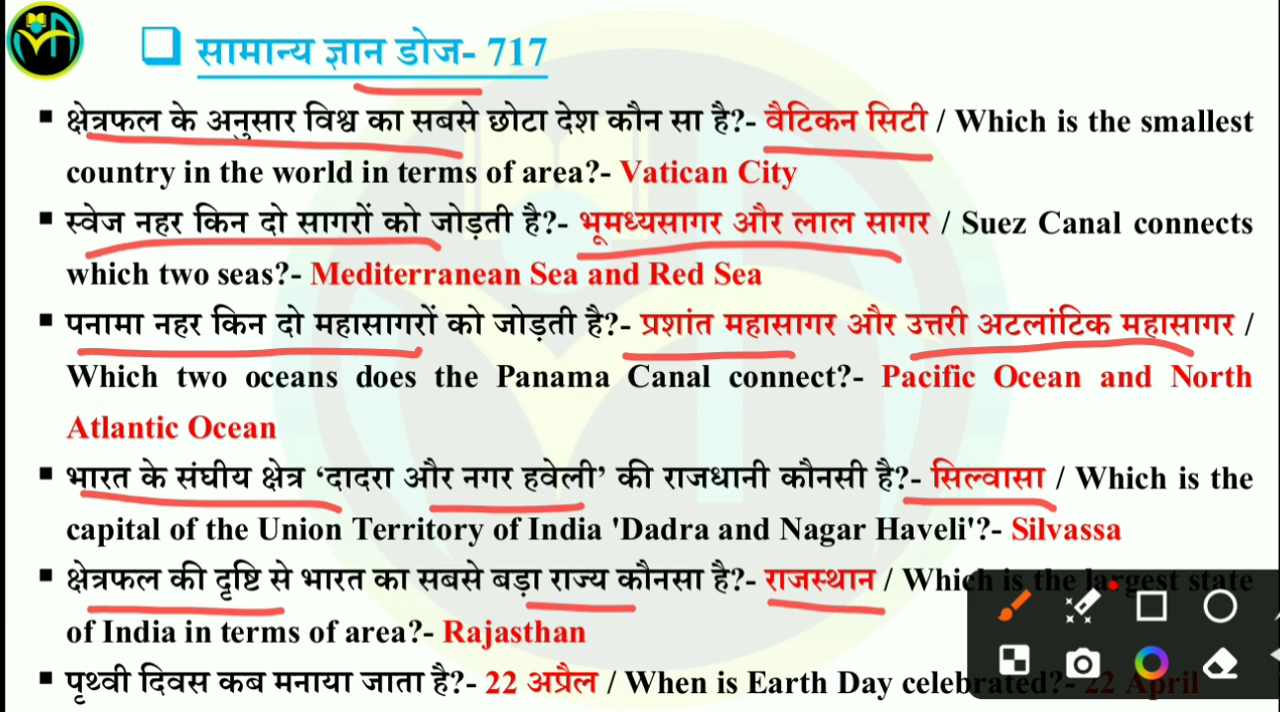 सामान्य ज्ञान डोज- 717
▪ क्षेत्रफल के अनुसार विश्व का सबसे छोटा देश कौन सा है?- वैटिकन सिटी / Which is the smallest
country in the world in terms of area?- Vatican City
▪ स्वेज नहर किन दो सागरों को जोड़ती है?- भूमध्यसागर और लाल सागर / Suez Canal connects
which two seas?- Mediterranean Sea and Red Sea
▪ पनामा नहर किन दो महासागरों को जोड़ती है?- प्रशांत महासागर और उत्तरी अटलांटिक महासागर /
Which two oceans does the Panama Canal connect?- Pacific Ocean and North
Atlantic Ocean
▪ भारत के संघीय क्षेत्र ‘दादरा और नगर हवेली’ की राजधानी कौनसी है?- सिल्वासा / Which is the
capital of the Union Territory of India 'Dadra and Nagar Haveli'?- Silvassa
▪ क्षेत्रफल की दृष्टि से भारत का सबसे बड़ा राज्य कौनसा है?- राजस्थान / Which is the largest state
of India in terms of area?- Rajasthan
▪ पृथ्वी दिवस कब मनाया जाता है?- 22 अप्रैल / When is Earth Day celebrated?- 22 April